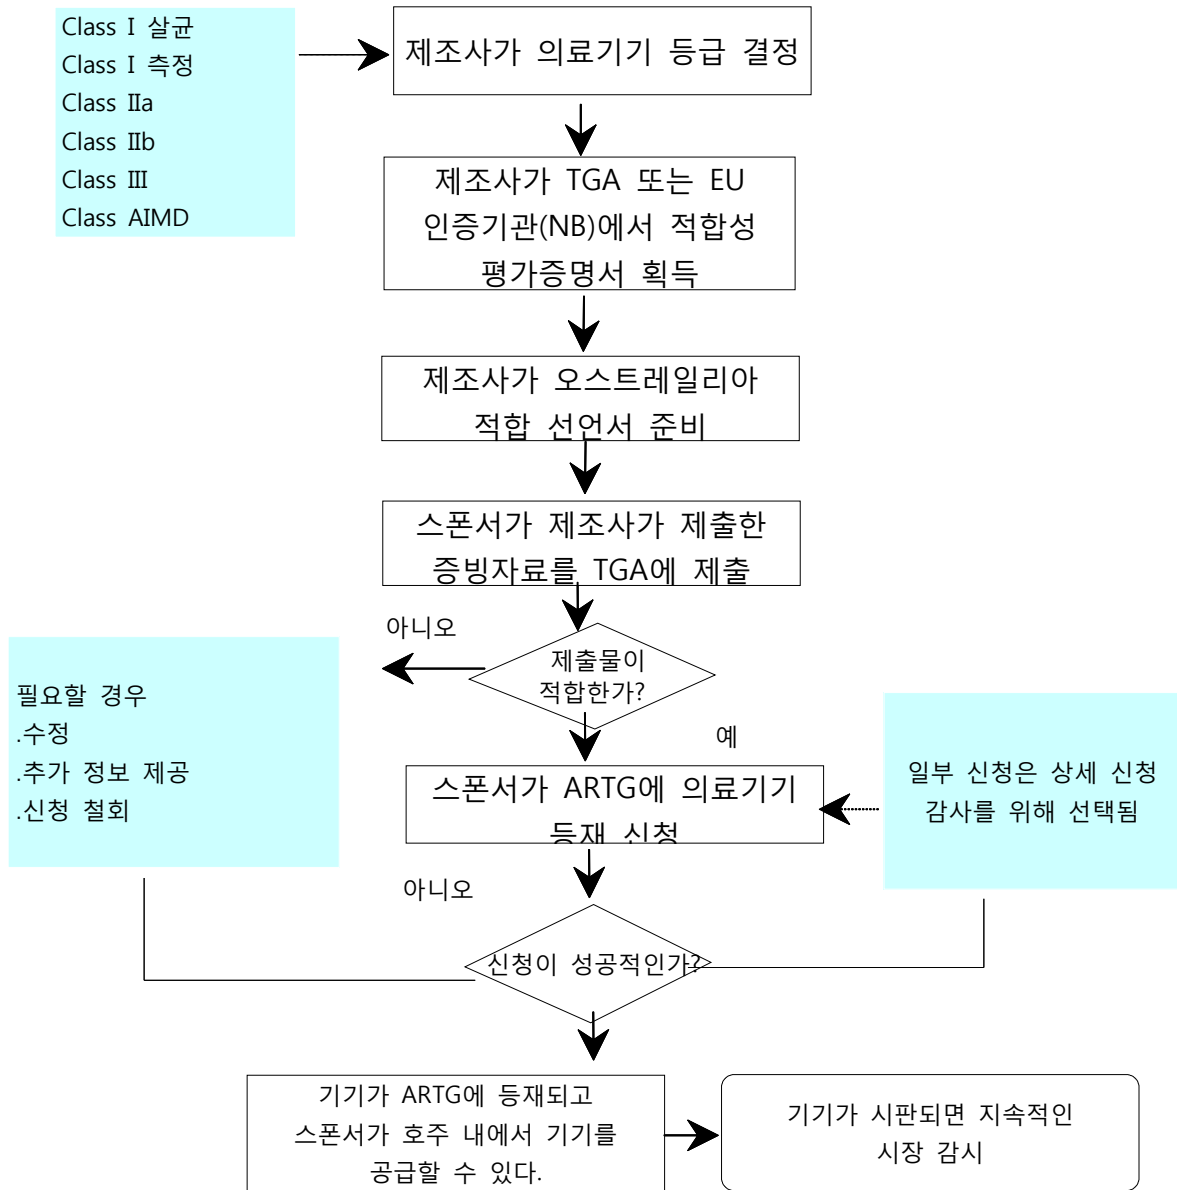 Class I 살균
Class I 측정
Class IIa
Class IIb
Class III
Class AIMD
제조사가 의료기기 등급 결정
제조사가 TGA 또는 EU
인증기관(NB)에서 적합성
평가증명서 획득
제조사가 오스트레일리아
적합 선언서 준비
스폰서가 제조사가 제출한
증빙자료를 TGA에 제출
아니오
제출물이
적합한가?
필요할 경우
.수정
.추가 정보 제공
.신청 철회
예
일부 신청은 상세 신청
감사를 위해 선택됨
스폰서가 ARTG에 의료기기
등재 신청
아니오
신청이 성공적인가?
기기가 ARTG에 등재되고
스폰서가 호주 내에서 기기를
공급할 수 있다.
기기가 시판되면 지속적인
시장 감시